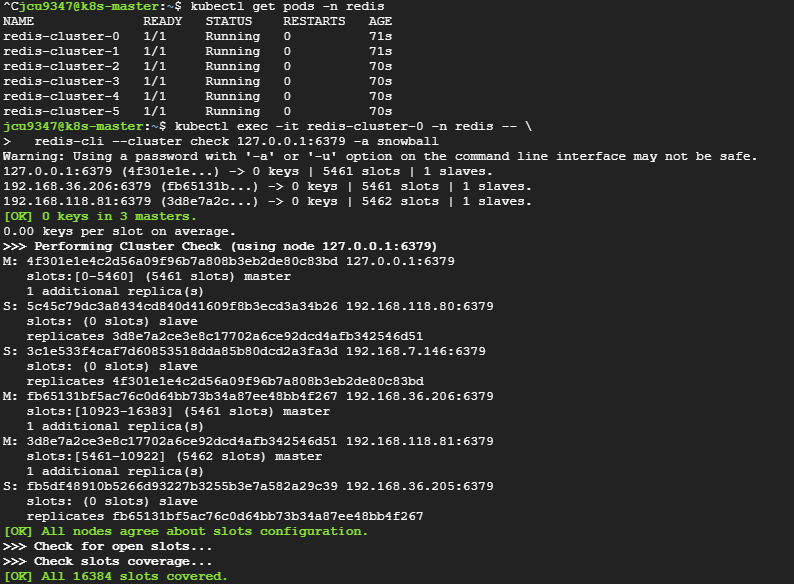 ^Cjcu9347@k8s-master:~$ kubectl get pods -n redis
NAME READY STATUS RESTARTS AGE
redis-cluster-0 1/1 Running 0 71s
redis-cluster-1 1/1 Running 0 71s
redis-cluster-2 1/1 Running 0 70s
redis-cluster-3 1/1 Running 0 70s
redis-cluster-4 1/1 Running 0 70s
redis-cluster-5 1/1 Running 0 70s
jcu9347@k8s-master:~$ kubectl exec -it redis-cluster-0 -n redis -- \
> redis-cli --cluster check 127.0.0.1:6379 -a snowball
Warning: Using a password with '-a' or '-u' option on the command line interface may not be safe.
127.0.0.1:6379 (4f301e1e...) -> 0 keys | 5461 slots | 1 slaves.
192.168.36.206:6379 (fb65131b...) -> 0 keys | 5461 slots | 1 slaves.
192.168.118.81:6379 (3d8e7a2c...) -> 0 keys | 5462 slots | 1 slaves.
[OK] 0 keys in 3 masters.
0.00 keys per slot on average.
>>> Performing Cluster Check (using node 127.0.0.1:6379)
M: 4f301e1e4c2d56a09f96b7a808b3eb2de80c83bd 127.0.0.1:6379
slots:[0-5460] (5461 slots) master
1 additional replica(s)
S: 5c45c79dc3a8434cd840d41609f8b3ecd3a34b26 192.168.118.80:6379
slots: (0 slots) slave
replicates 3d8e7a2ce3e8c17702a6ce92dcd4afb342546d51
S: 3c1e533f4caf7d60853518dda85b80dcd2a3fa3d 192.168.7.146:6379
slots: (0 slots) slave
replicates 4f301e1e4c2d56a09f96b7a808b3eb2de80c83bd
M: fb65131bf5ac76c0d64bb73b34a87ee48bb4f267 192.168.36.206:6379
slots:[10923-16383] (5461 slots) master
1 additional replica(s)
M: 3d8e7a2ce3e8c17702a6ce92dcd4afb342546d51 192.168.118.81:6379
slots:[5461-10922] (5462 slots) master
1 additional replica(s)
S: fb5df48910b5266d93227b3255b3e7a582a29c39 192.168.36.205:6379
slots: (0 slots) slave
replicates fb65131bf5ac76c0d64bb73b34a87ee48bb4f267
[OK] All nodes agree about slots configuration.
>>> Check for open slots...
>>> Check slots coverage...
[OK] All 16384 slots covered.